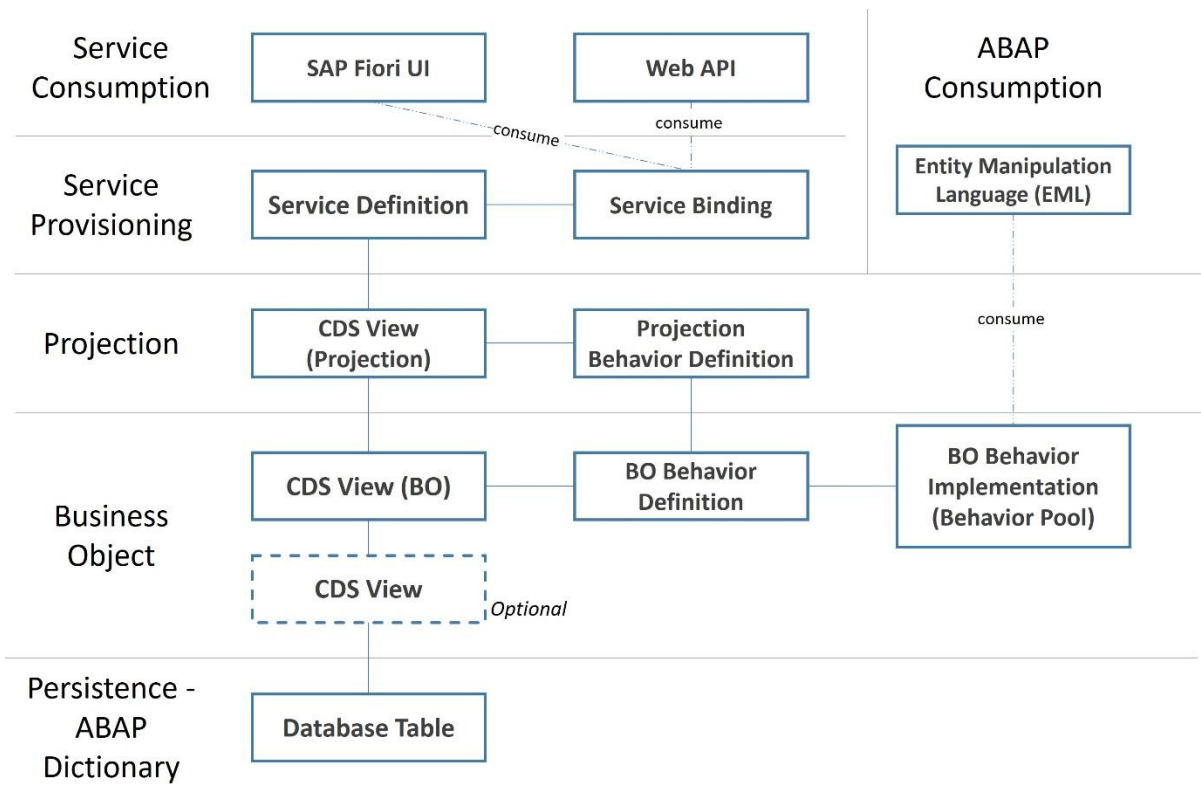 Service
Consumption
SAP Fiori UI
Web API
ABAP
Consumption
consume
consume
Service
Provisioning
Service Definition
Service Binding
Entity Manipulation
Language (EML)
Projection
CDS View
(Projection)
Projection
Behavior Definition
consume
Business
Object
CDS View (BO)
BO Behavior
Definition
BO Behavior
Implementation
(Behavior Pool)
CDS View
Optional
Persistence -
ABAP
Dictionary
Database Table